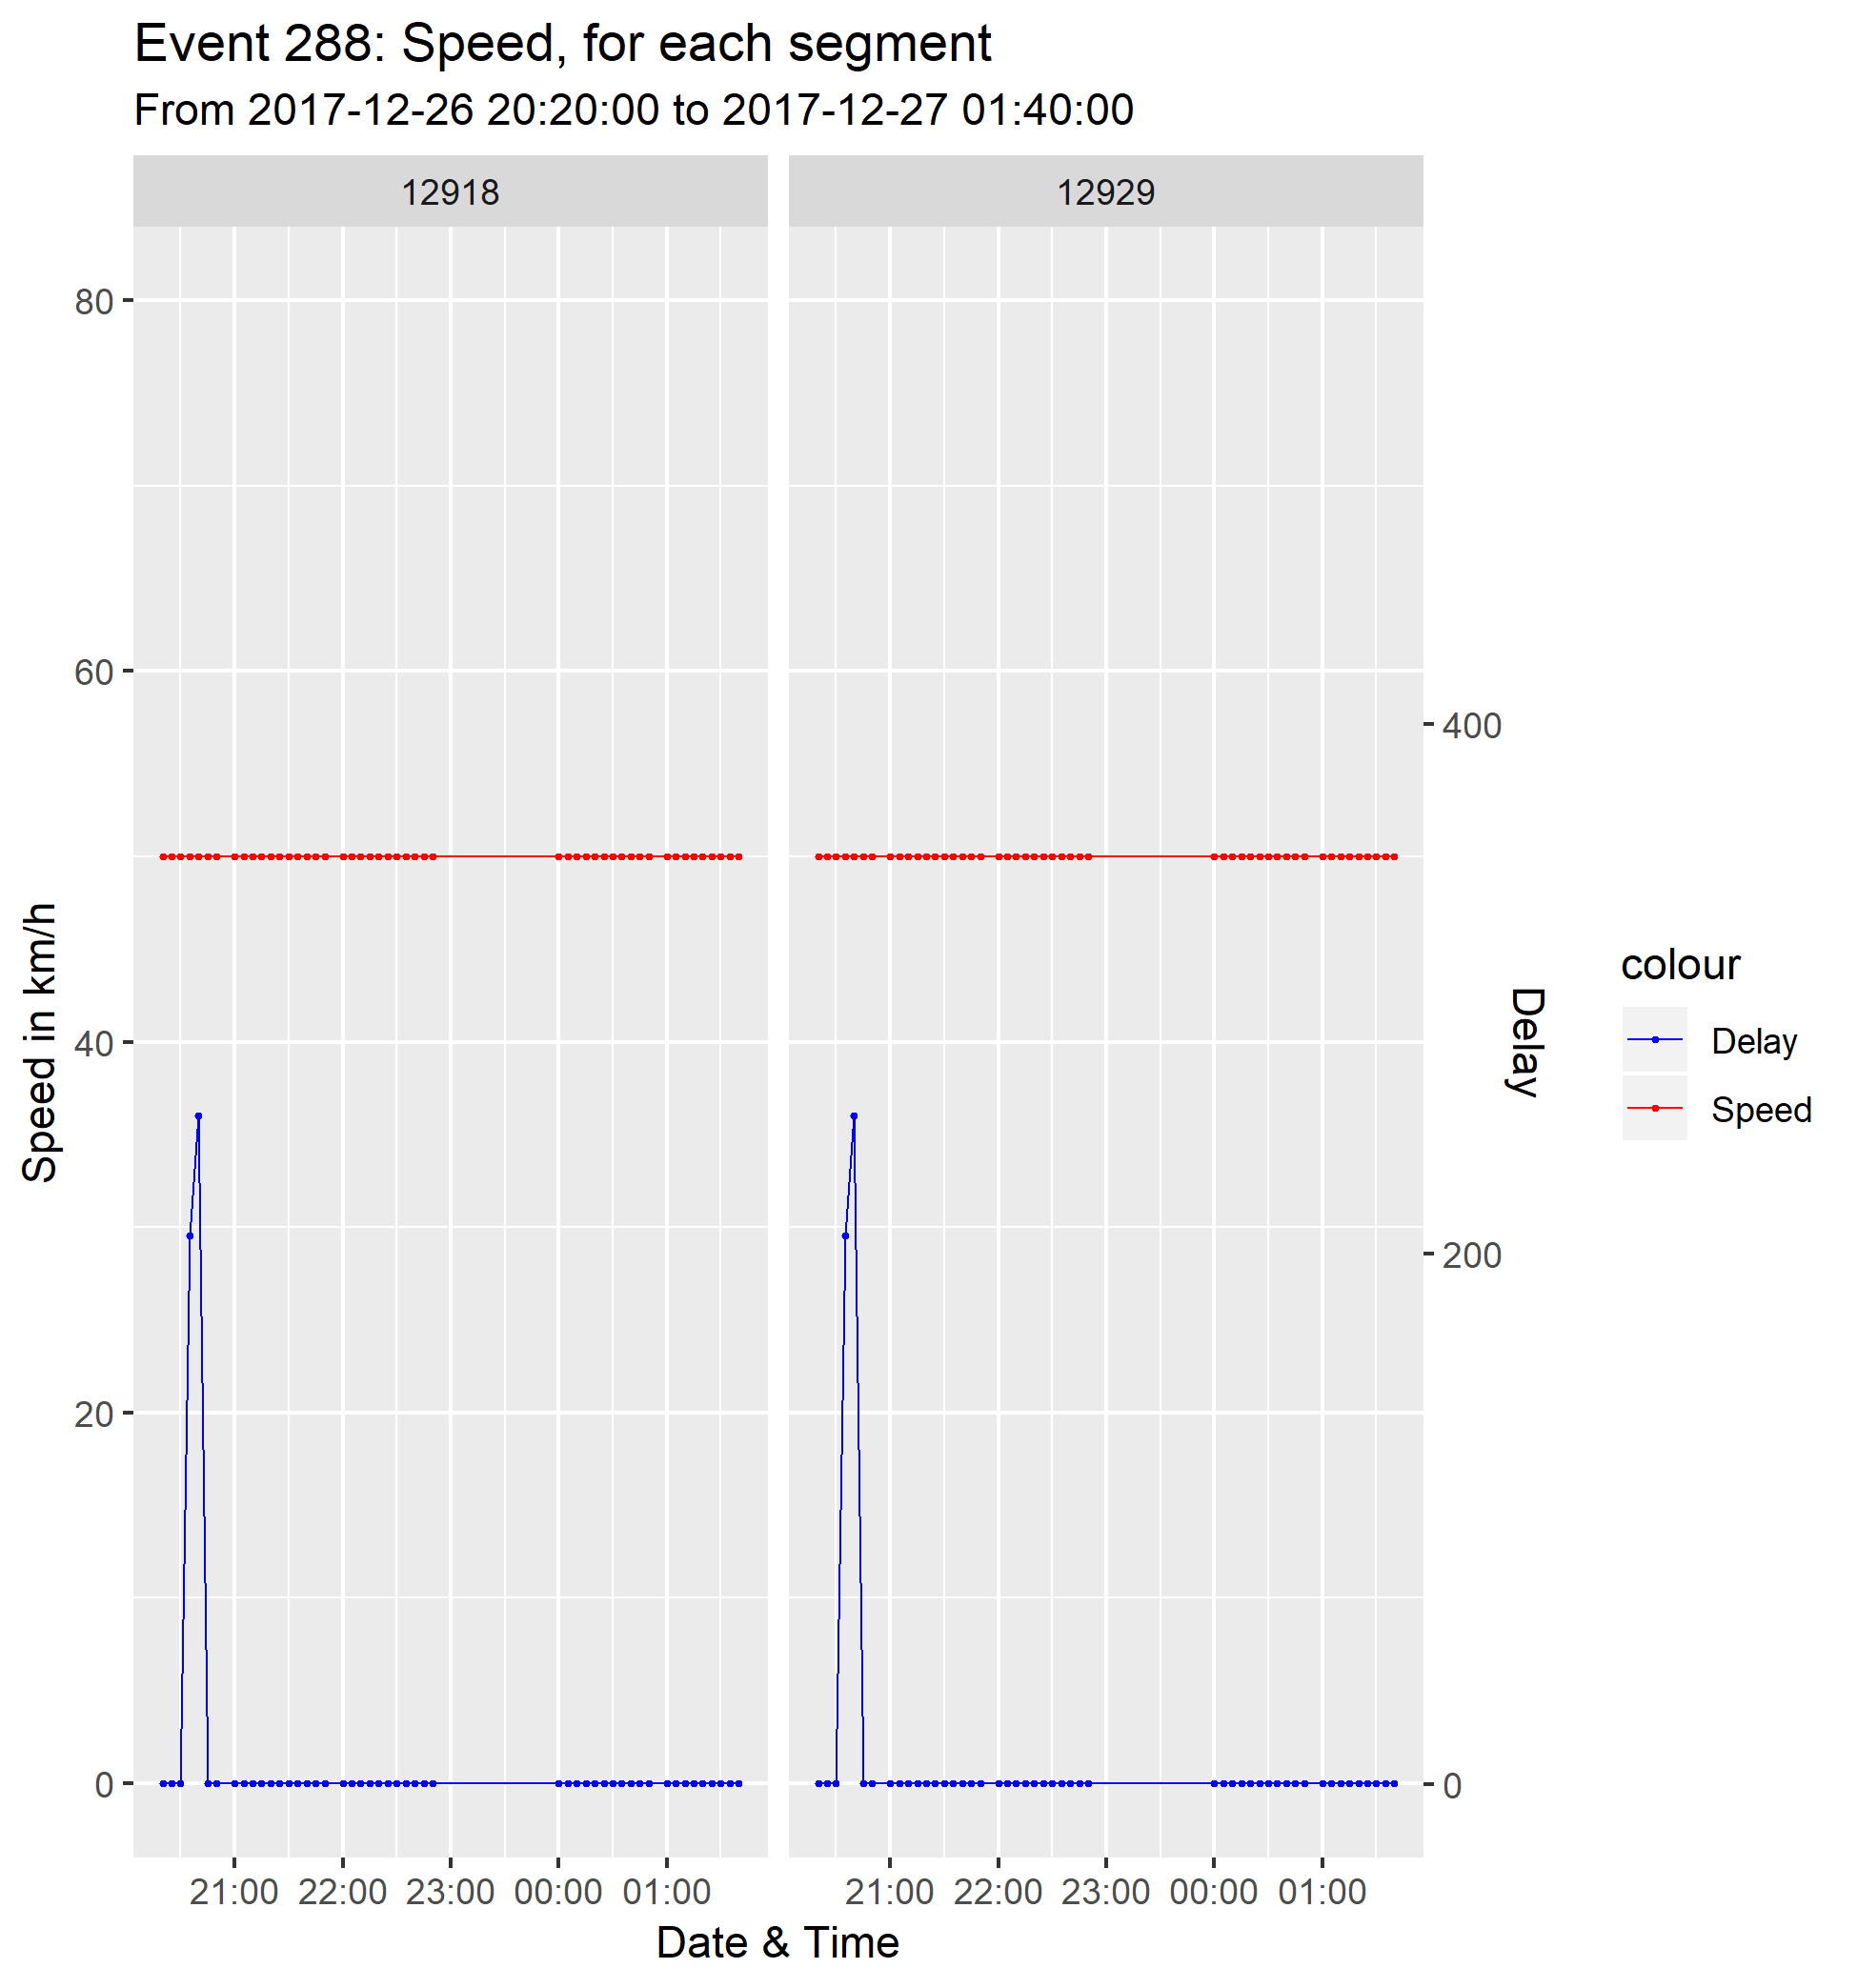 Event 288: Speed, for each segment
From 2017-12-26 20:20:00 to 2017-12-27 01:40:00
12918 12929
80
60
40
20
0
Speed in km/h
400
200
0
Delay
colour
Delay
Speed
21:00 22:00 23:00 00:00 01:00 21:00 22:00 23:00 00:00 01:00
Date & Time